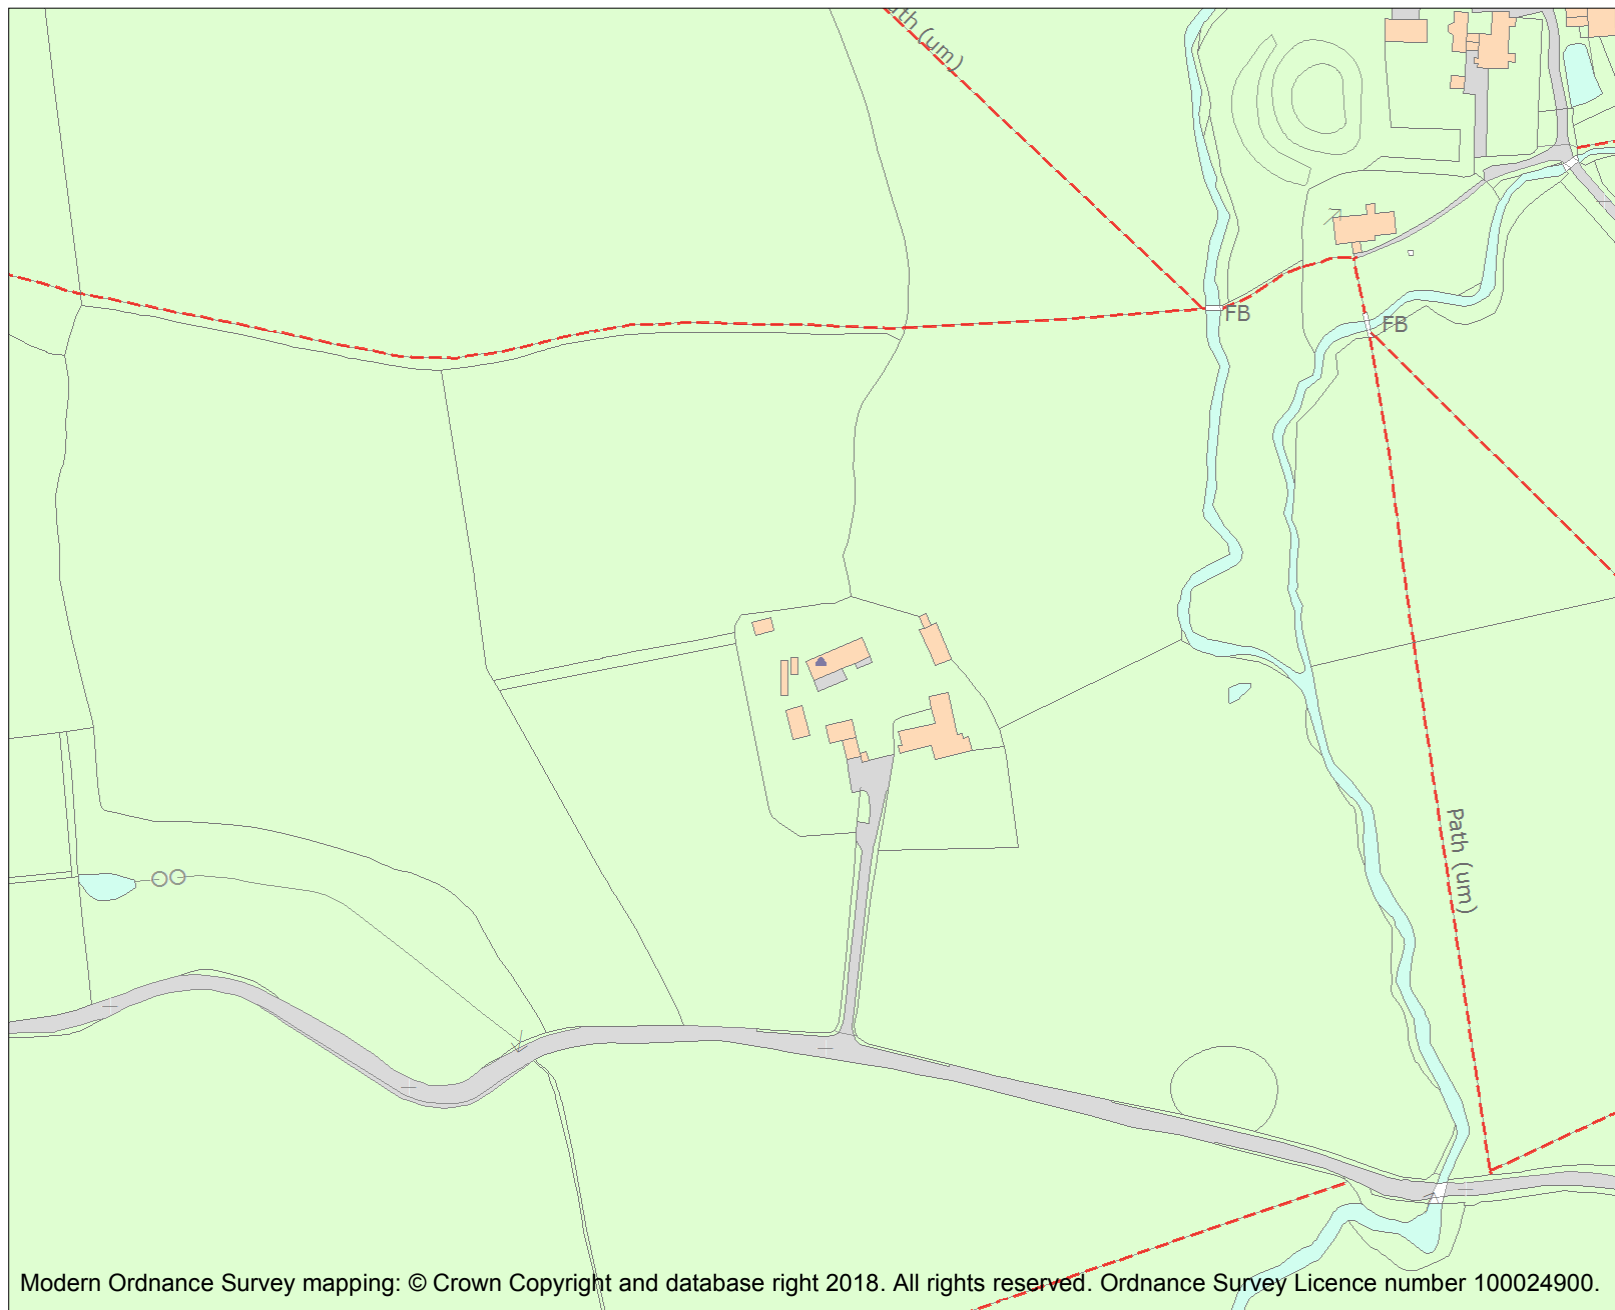 (um)
FB
FB
Path (um)
Modern Ordnance Survey mapping: © Crown Copyright and database right 2018. All rights reserved. Ordnance Survey Licence number 100024900.